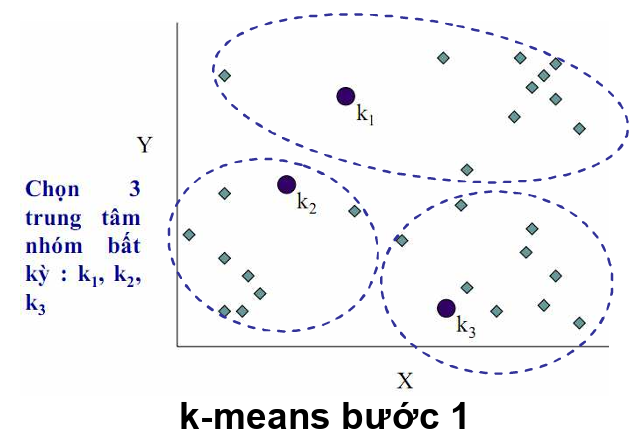 k₁
Y
Chọn 3
trung tâm
nhóm bất
kỳ : k₁, k₂,
k₃
k₂
k₃
X
k-means bước 1